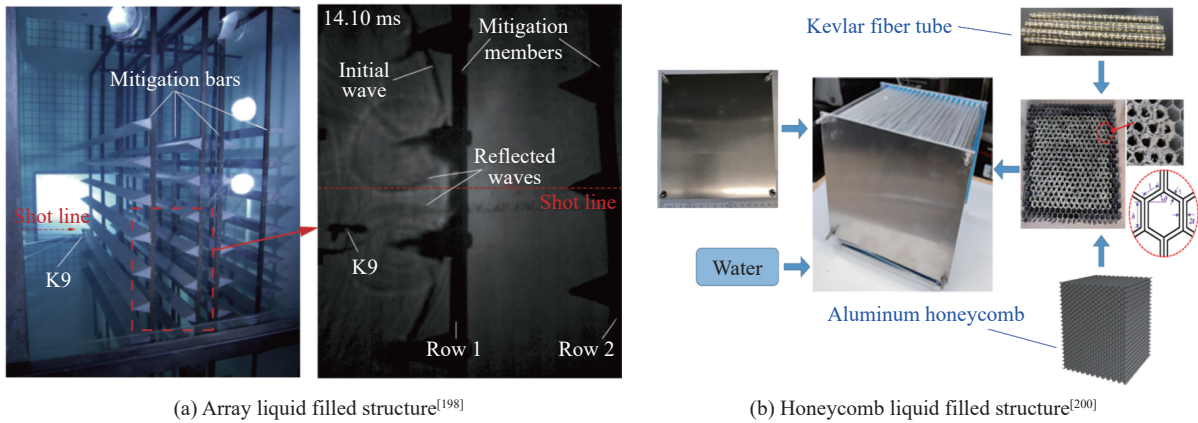 14.10 ms
Mitigation
members
Initial
wave
Mitigation bars
Reflected
waves
Shot line
Shot line
K9
K9
Row 1
Row 2
(a) Array liquid filled structure[198]
Kevlar fiber tube
Water
Aluminum honeycomb
(b) Honeycomb liquid filled structure[200]